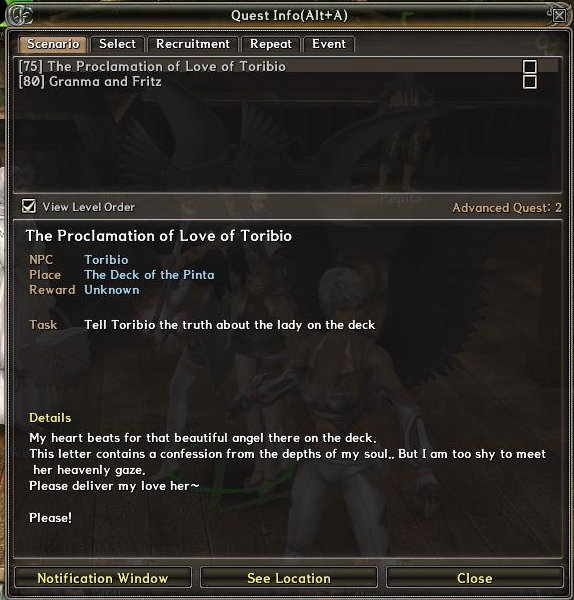 Quest Info(Alt+A)
Scenario Select Recruitment Repeat Event
[75] The Proclamation of Love of Toribio
[80] Granma and Fritz
Pepito
View Level Order Advanced Quest: 2
The Proclamation of Love of Toribio
NPC Toribio
Place The Deck of the Pinta
Reward Unknown
Task Tell Toribio the truth about the lady on the deck
Details
My heart beats for that beautiful angel there on the deck.
This letter contains a confession from the depths of my soul.. But I am too shy to meet
her heavenly gaze.
Please deliver my love her~
Please!
Notification Window See Location Close